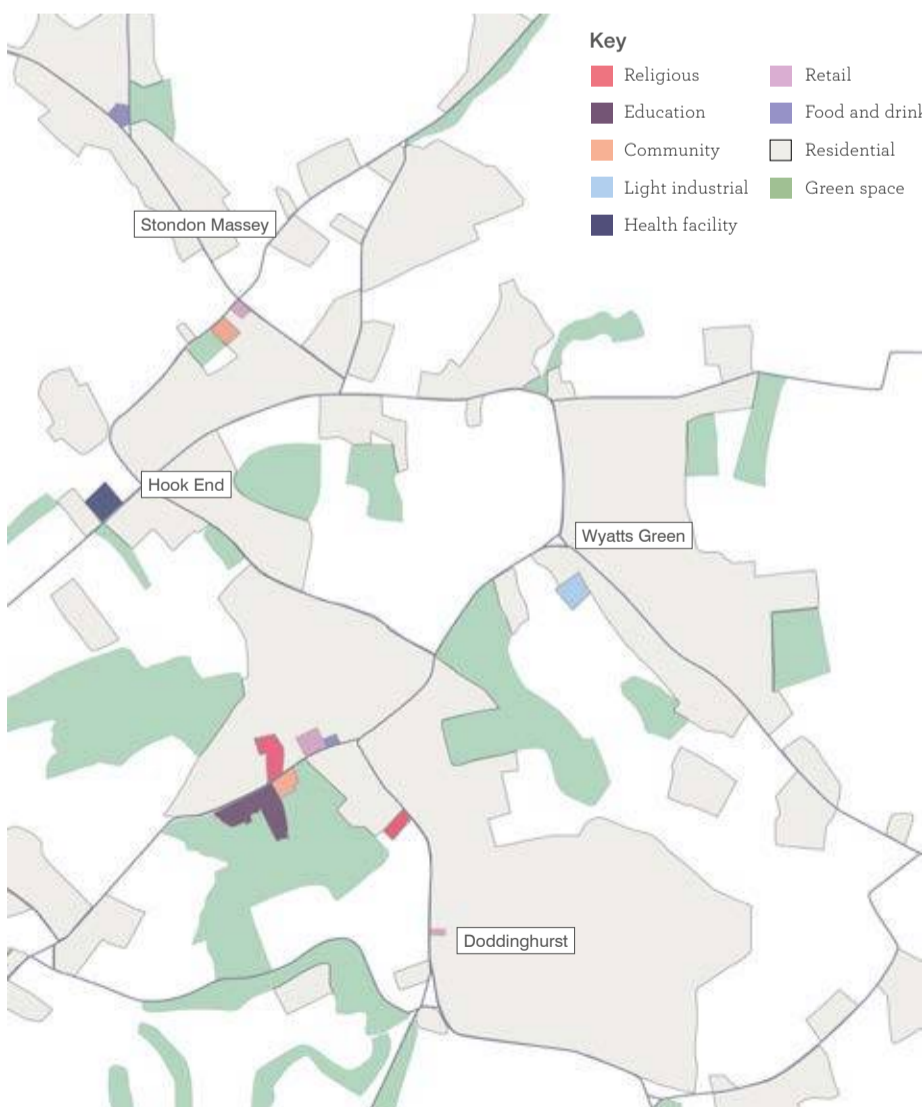 Key
Religious
Retail
Education
Food and drink
Community
Residential
Light industrial
Green space
Health facility
Stondon Massey
Hook End
Wyatts Green
Doddinghurst